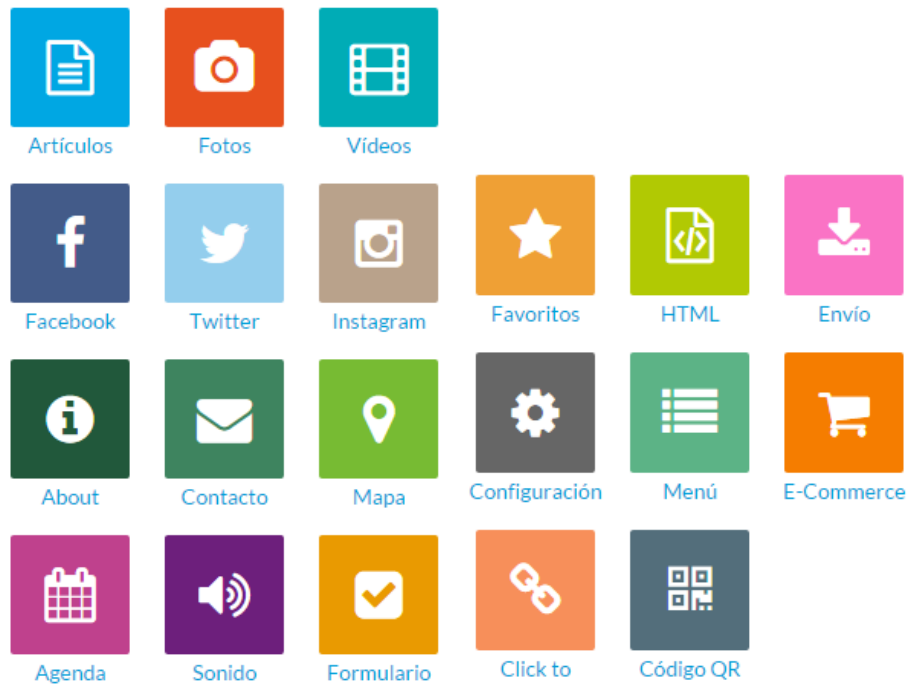 Artículos
Fotos
Vídeos
Facebook
Twitter
Instagram
Favoritos
HTML
Envío
About
Contacto
Mapa
Configuración
Menú
E-Commerce
Agenda
Sonido
Formulario
Click to
Código QR